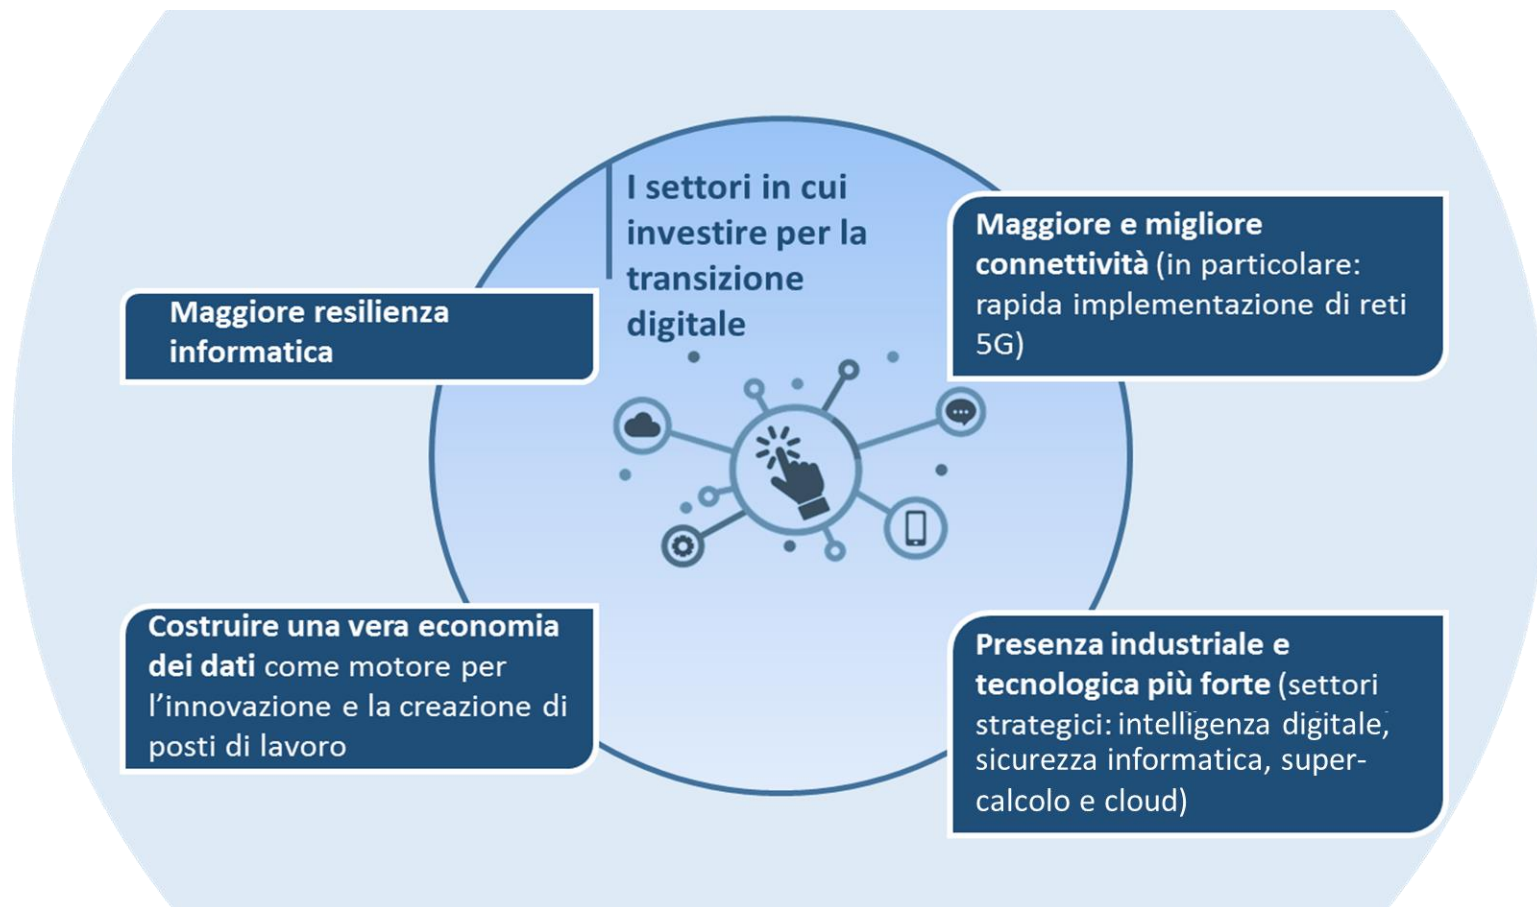 I settori in cui
investire per la
transizione
digitale
Maggiore resilienza
informatica
Maggiore e migliore
connettività (in particolare:
rapida implementazione di reti
5G)
Costruire una vera economia
dei dati come motore per
l’innovazione e la creazione di
posti di lavoro
Presenza industriale e
tecnologica più forte (settori
strategici: intelligenza digitale,
sicurezza informatica, super-
calcolo e cloud)